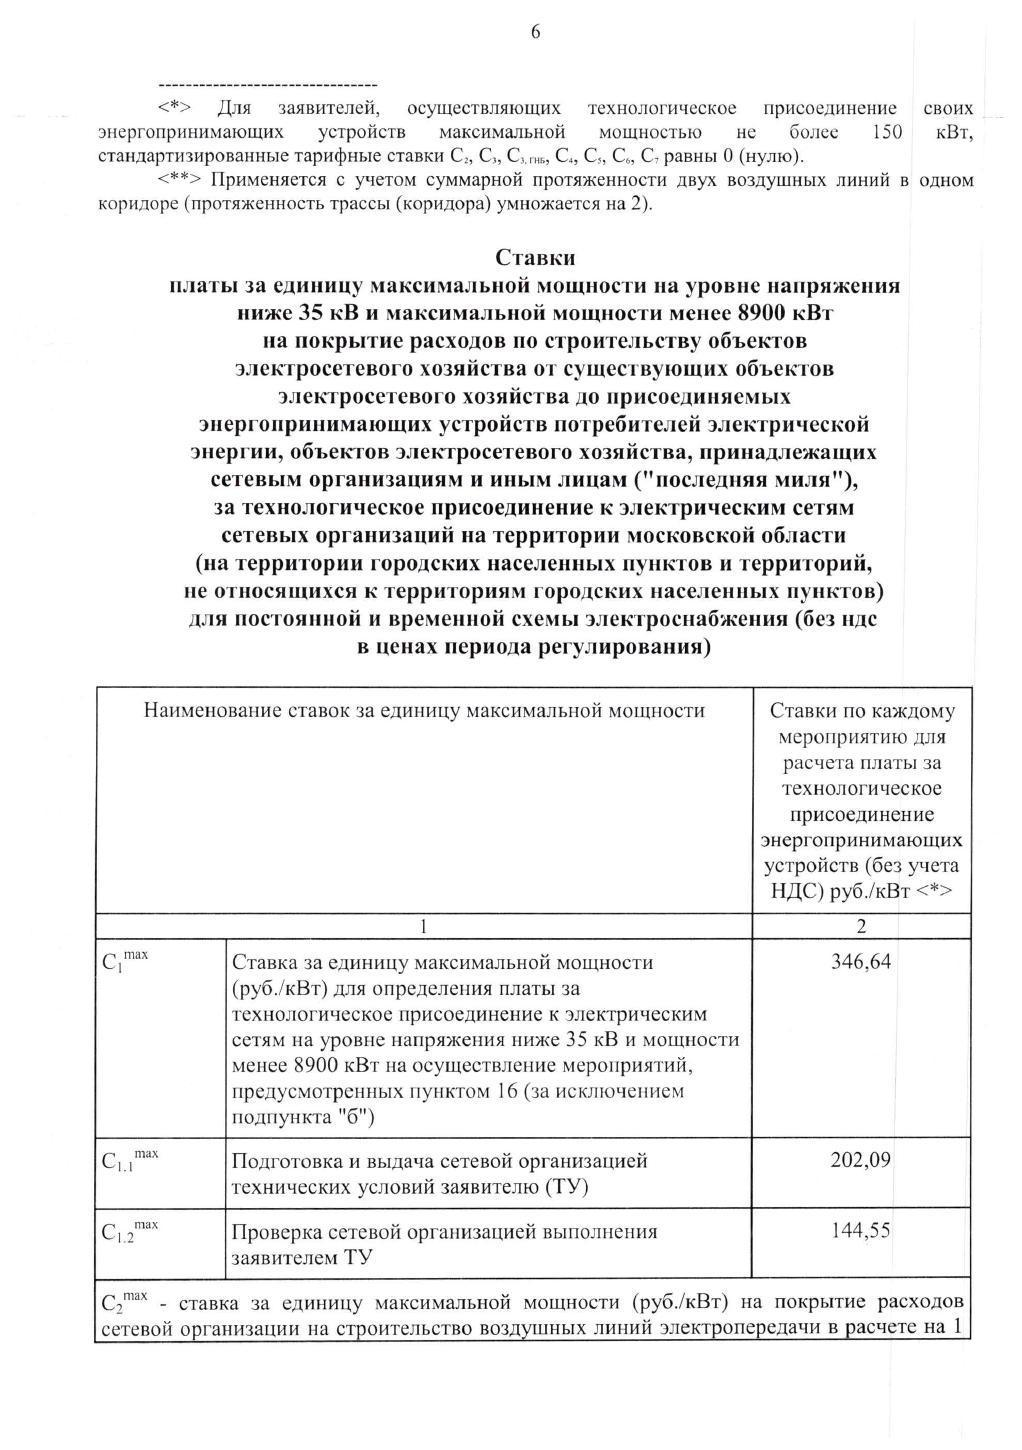 6
--------------------------------
<*> Для заявителей, осуществляющих технологическое присоединение своих
энергопринимающих устройств максимальной мощностью не более 150 кВт,
стандартизированные тарифные ставки С₂, С₃, С₃, ГНБ, С₄, С₅, С₆, С₇ равны 0 (нулю).
<**> Применяется с учетом суммарной протяженности двух воздушных линий в одном
коридоре (протяженность трассы (коридора) умножается на 2).
Ставки
платы за единицу максимальной мощности на уровне напряжения
ниже 35 кВ и максимальной мощности менее 8900 кВт
на покрытие расходов по строительству объектов
электросетевого хозяйства от существующих объектов
электросетевого хозяйства до присоединяемых
энергопринимающих устройств потребителей электрической
энергии, объектов электросетевого хозяйства, принадлежащих
сетевым организациям и иным лицам ("последняя миля"),
за технологическое присоединение к электрическим сетям
сетевых организаций на территории московской области
(на территории городских населенных пунктов и территорий,
не относящихся к территориям городских населенных пунктов)
для постоянной и временной схемы электроснабжения (без ндс
в ценах периода регулирования)
Наименование ставок за единицу максимальной мощности
Ставки по каждому
мероприятию для
расчета платы за
технологическое
присоединение
энергопринимающих
устройств (без учета
НДС) руб./кВт <*>
1
2
С₁max
Ставка за единицу максимальной мощности
(руб./кВт) для определения платы за
технологическое присоединение к электрическим
сетям на уровне напряжения ниже 35 кВ и мощности
менее 8900 кВт на осуществление мероприятий,
предусмотренных пунктом 16 (за исключением
подпункта "б")
346,64
С₁.₁max
Подготовка и выдача сетевой организацией
технических условий заявителю (ТУ)
202,09
С₁.₂max
Проверка сетевой организацией выполнения
заявителем ТУ
144,55
С₂max - ставка за единицу максимальной мощности (руб./кВт) на покрытие расходов
сетевой организации на строительство воздушных линий электропередачи в расчете на 1